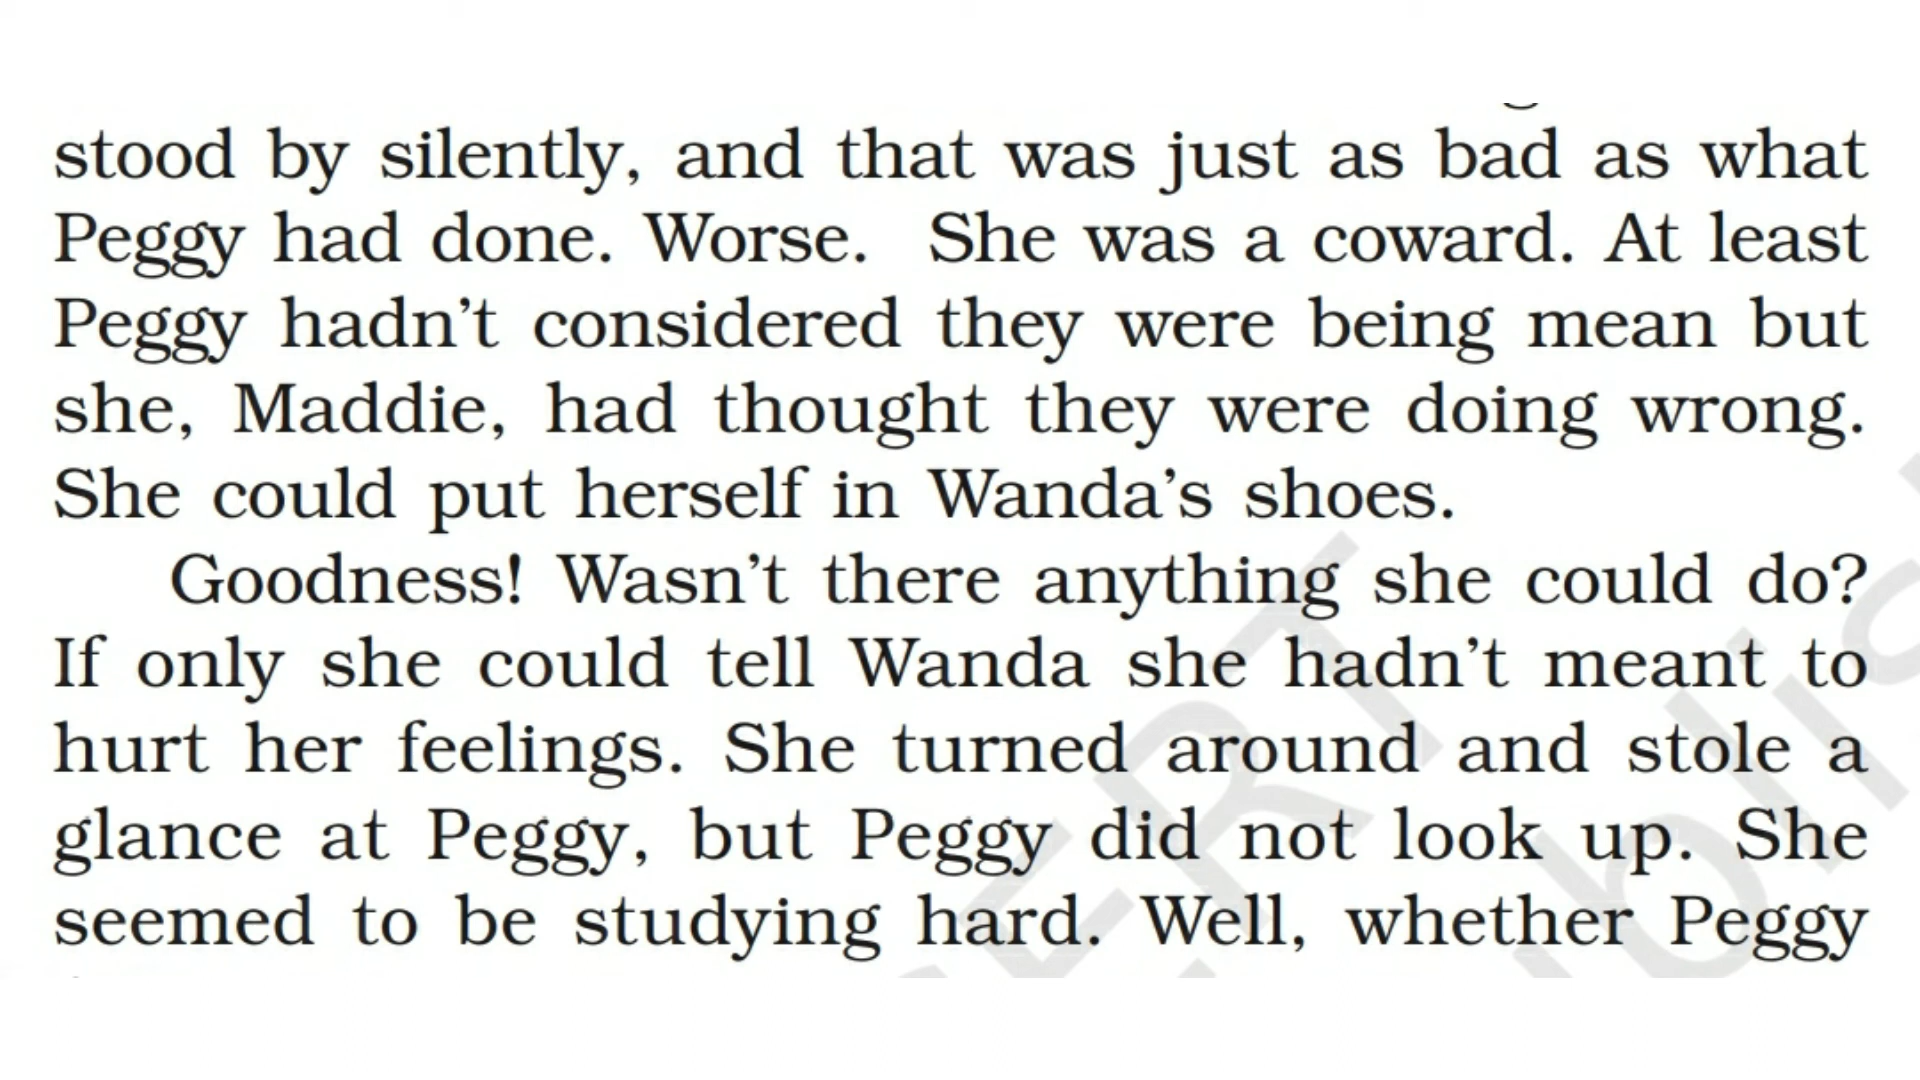 stood by silently, and that was just as bad as what
Peggy had done. Worse. She was a coward. At least
Peggy hadn't considered they were being mean but
she, Maddie, had thought they were doing wrong.
She could put herself in Wanda's shoes.
Goodness! Wasn't there anything she could do?
If only she could tell Wanda she hadn't meant to
hurt her feelings. She turned around and stole a
glance at Peggy, but Peggy did not look up. She
seemed to be studying hard. Well, whether Peggy